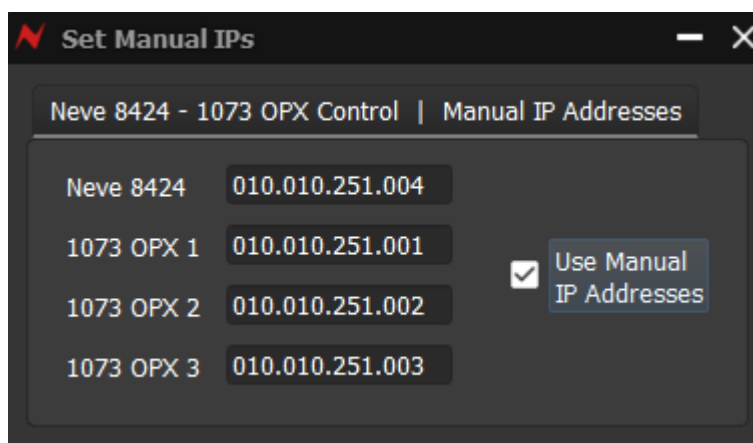 Set Manual IPs
Neve 8424 - 1073 OPX Control | Manual IP Addresses
Neve 8424 010.010.251.004
1073 OPX 1 010.010.251.001
1073 OPX 2 010.010.251.002
1073 OPX 3 010.010.251.003
Use Manual
IP Addresses